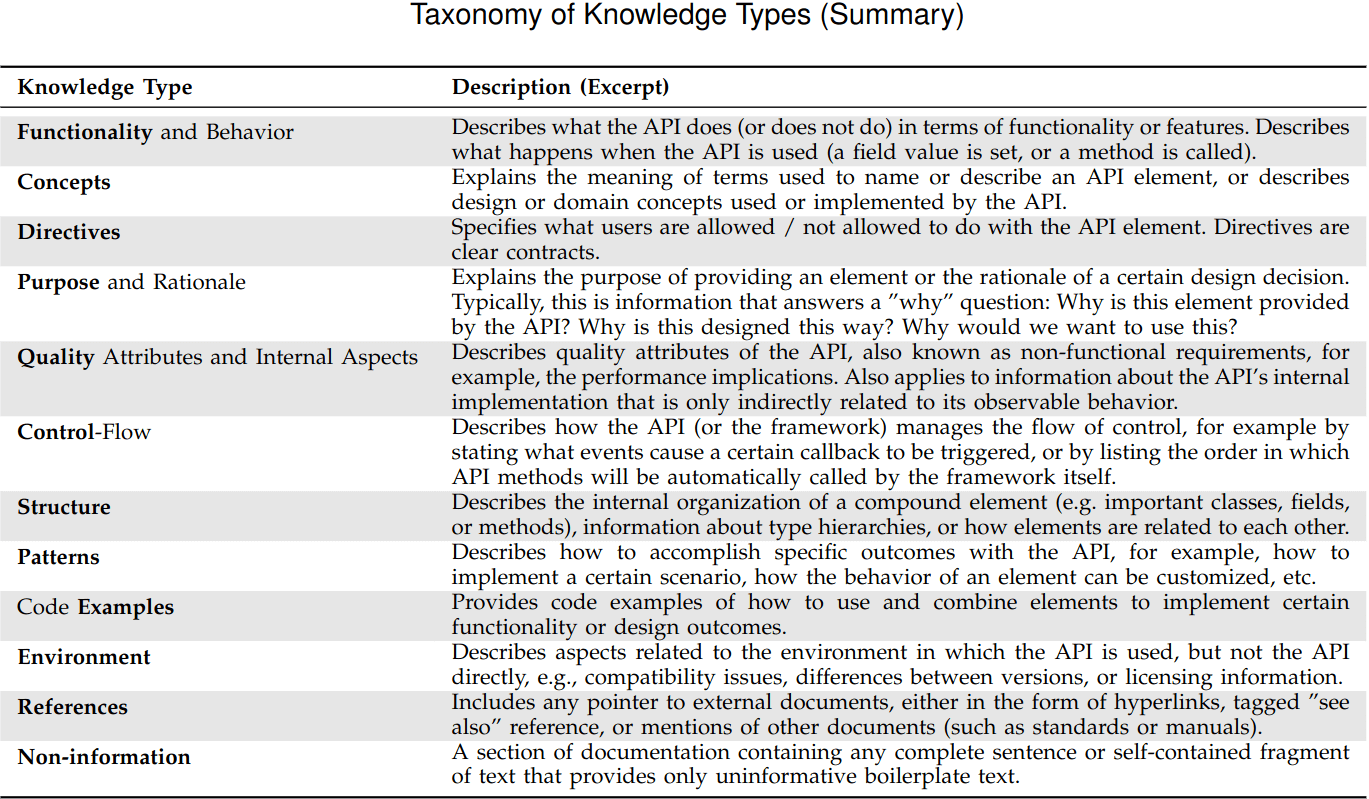 Taxonomy of Knowledge Types (Summary)
Knowledge Type Description (Excerpt)
Functionality and Behavior Describes what the API does (or does not do) in terms of functionality or features. Describes
what happens when the API is used (a field value is set, or a method is called).
Concepts Explains the meaning of terms used to name or describe an API element, or describes
design or domain concepts used or implemented by the API.
Directives Specifies what users are allowed / not allowed to do with the API element. Directives are
clear contracts.
Purpose and Rationale Explains the purpose of providing an element or the rationale of a certain design decision.
Typically, this is information that answers a ”why” question: Why is this element provided
by the API? Why is this designed this way? Why would we want to use this?
Quality Attributes and Internal Aspects Describes quality attributes of the API, also known as non-functional requirements, for
example, the performance implications. Also applies to information about the API’s internal
implementation that is only indirectly related to its observable behavior.
Control-Flow Describes how the API (or the framework) manages the flow of control, for example by
stating what events cause a certain callback to be triggered, or by listing the order in which
API methods will be automatically called by the framework itself.
Structure Describes the internal organization of a compound element (e.g. important classes, fields,
or methods), information about type hierarchies, or how elements are related to each other.
Patterns Describes how to accomplish specific outcomes with the API, for example, how to
implement a certain scenario, how the behavior of an element can be customized, etc.
Code Examples Provides code examples of how to use and combine elements to implement certain
functionality or design outcomes.
Environment Describes aspects related to the environment in which the API is used, but not the API
directly, e.g., compatibility issues, differences between versions, or licensing information.
References Includes any pointer to external documents, either in the form of hyperlinks, tagged ”see
also” reference, or mentions of other documents (such as standards or manuals).
Non-information A section of documentation containing any complete sentence or self-contained fragment
of text that provides only uninformative boilerplate text.